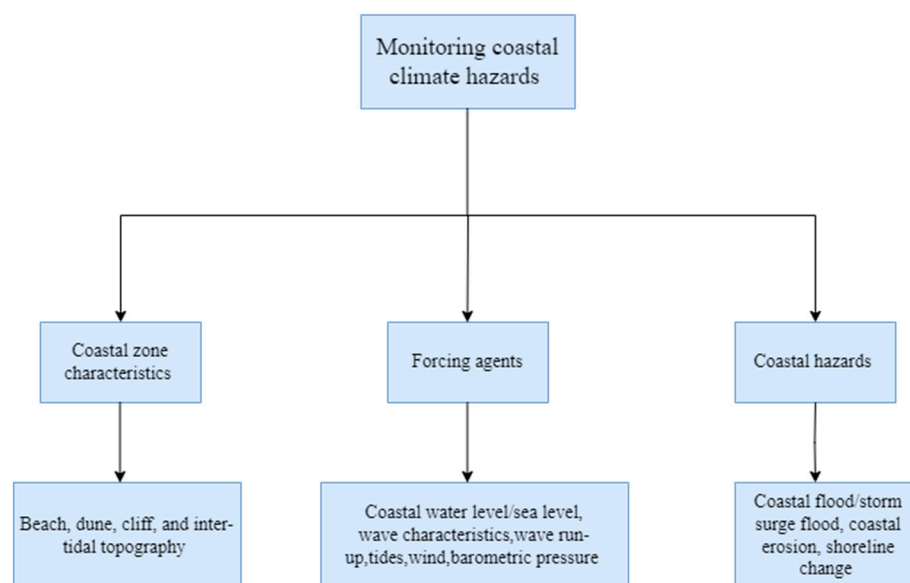 Monitoring coastal
climate hazards
Coastal zone
characteristics
Forcing agents
Coastal hazards
Beach, dune, cliff, and inter-
tidal topography
Coastal water level/sea level,
wave characteristics,wave run-
up,tides,wind,barometric pressure
Coastal flood/storm
surge flood, coastal
erosion, shoreline
change